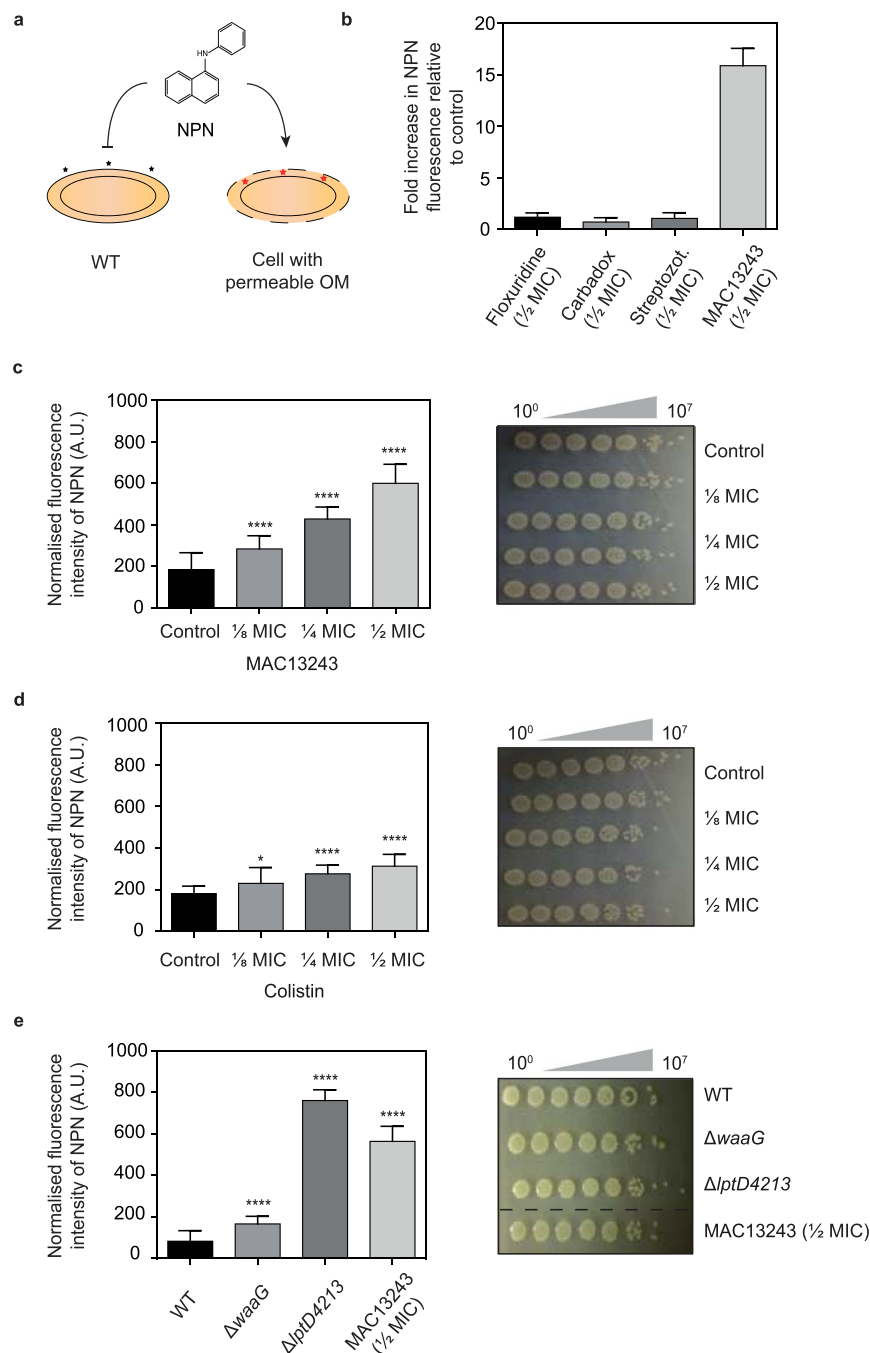 a
HN
NPN
WT
Cell with
permeable OM
b
Fold increase in NPN
fluorescence relative
to control
20
15
10
5
0
Floxuridine
(½ MIC)
Carbadox
(½ MIC)
Streptozot.
(½ MIC)
MAC13243
(½ MIC)
c
Normalised fluorescence
intensity of NPN (A.U.)
1000
800
600
400
200
0
****
****
****
Control
⅛ MIC
¼ MIC
½ MIC
MAC13243
10⁰
10⁷
Control
⅛ MIC
¼ MIC
½ MIC
d
Normalised fluorescence
intensity of NPN (A.U.)
1000
800
600
400
200
0
*
****
****
Control
⅛ MIC
¼ MIC
½ MIC
Colistin
10⁰
10⁷
Control
⅛ MIC
¼ MIC
½ MIC
e
Normalised fluorescence
intensity of NPN (A.U.)
1000
800
600
400
200
0
****
****
****
WT
ΔwaaG
ΔlptD4213
MAC13243
(½ MIC)
10⁰
10⁷
WT
ΔwaaG
ΔlptD4213
MAC13243 (½ MIC)